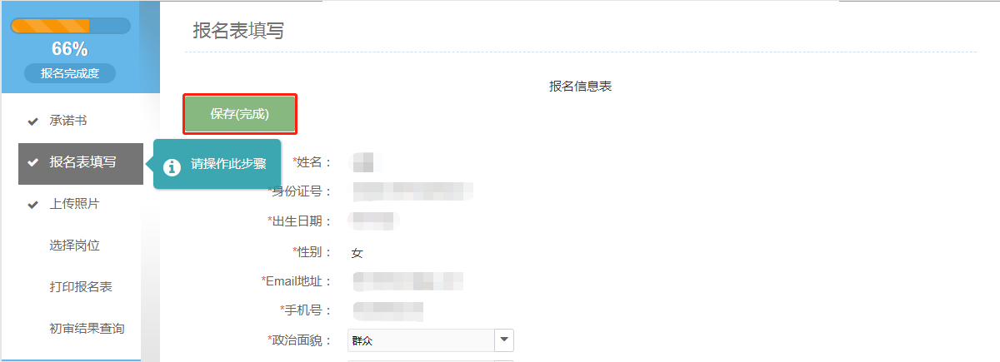 66%
报名完成度
承诺书
报名表填写
上传照片
选择岗位
打印报名表
初审结果查询
请操作此步骤
报名表填写
报名信息表
保存(完成)
*姓名：
*身份证号：
*出生日期：
*性别： 女
*Email地址：
*手机号：
*政治面貌： 群众